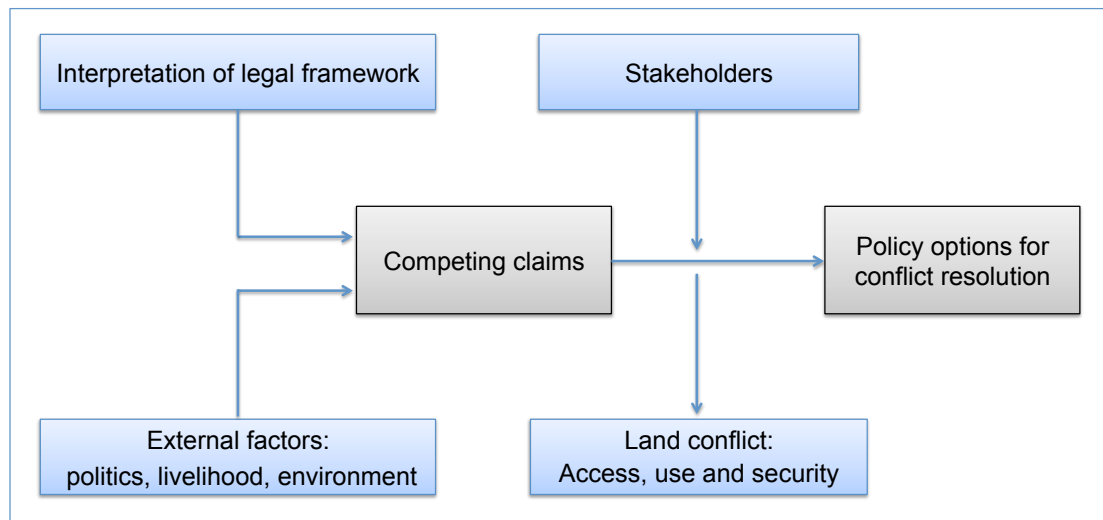 Interpretation of legal framework
Stakeholders
Competing claims
Policy options for
conflict resolution
External factors:
politics, livelihood, environment
Land conflict:
Access, use and security